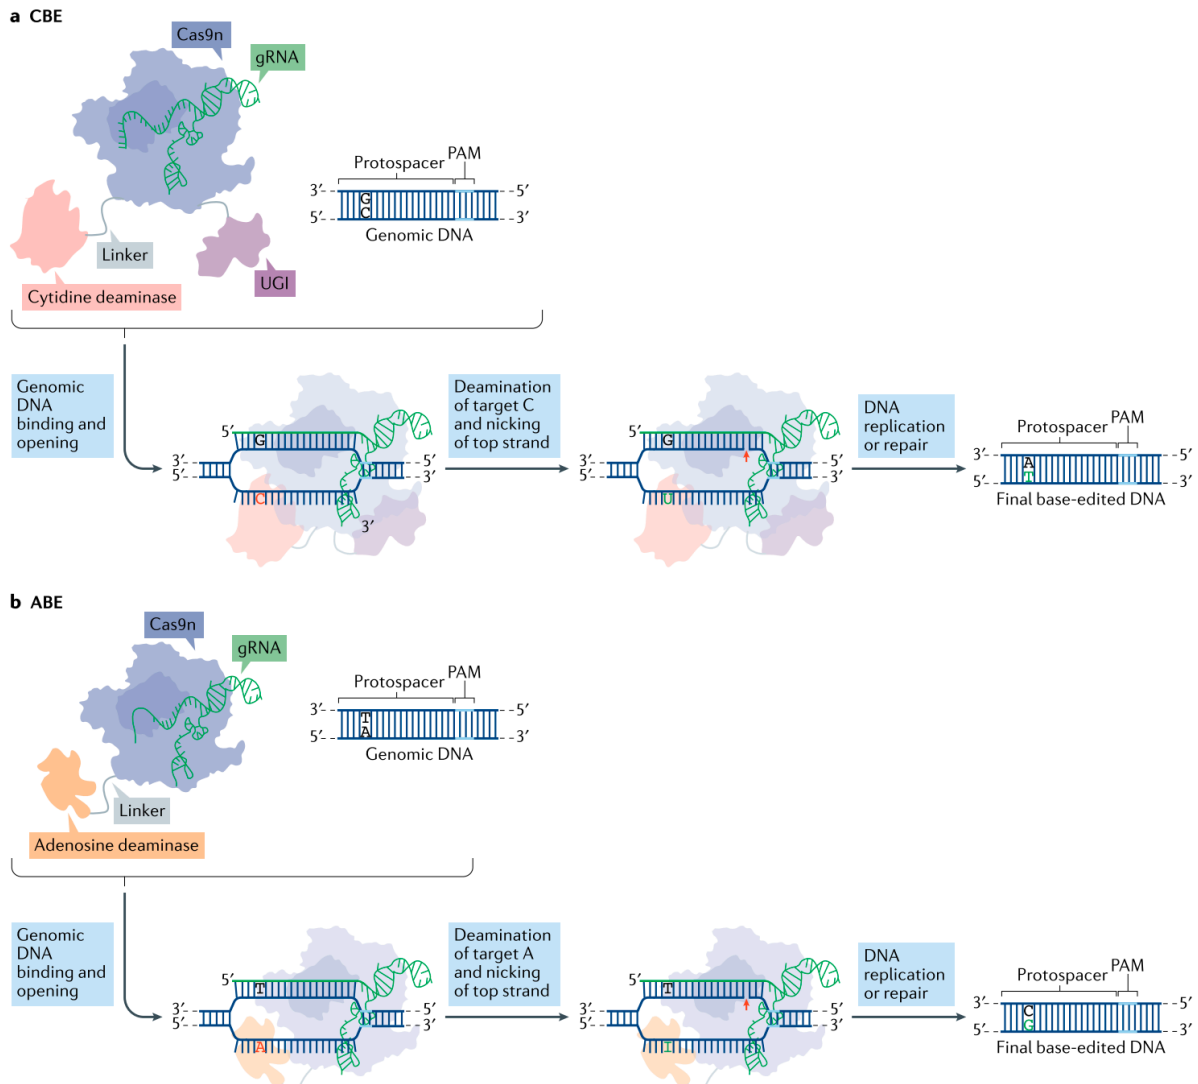 a CBE
Cas9n
gRNA
Protospacer
PAM
3′
5′
G
C
5′
3′
Genomic DNA
Linker
UGI
Cytidine deaminase
Genomic
DNA
binding and
opening
5′
G
3′
5′
5′
3′
C
3′
Deamination
of target C
and nicking
of top strand
5′
G
3′
5′
5′
3′
U
DNA
replication
or repair
Protospacer
PAM
3′
5′
A
T
5′
3′
Final base-edited DNA
b ABE
Cas9n
gRNA
Protospacer
PAM
3′
5′
T
A
5′
3′
Genomic DNA
Linker
Adenosine deaminase
Genomic
DNA
binding and
opening
5′
T
3′
5′
5′
3′
A
Deamination
of target A
and nicking
of top strand
5′
T
3′
5′
5′
3′
I
DNA
replication
or repair
Protospacer
PAM
3′
5′
C
G
5′
3′
Final base-edited DNA